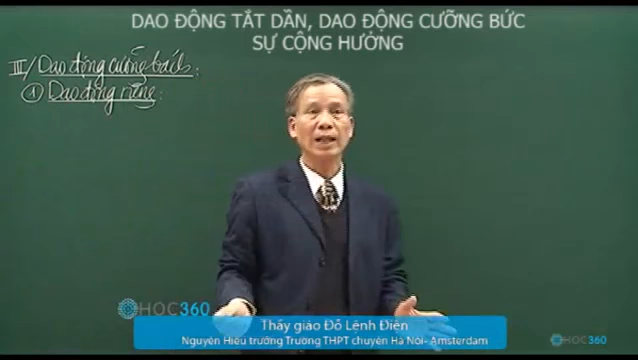 DAO ĐỘNG TẮT DẦN, DAO ĐỘNG CƯỠNG BỨC
SỰ CỘNG HƯỞNG
III/ Dao động cưỡng bách:
① Dao động riêng:
HOC360
Thầy giáo Đỗ Lệnh Điện
Nguyên Hiệu trưởng Trường THPT chuyên Hà Nội- Amsterdam
HOC360